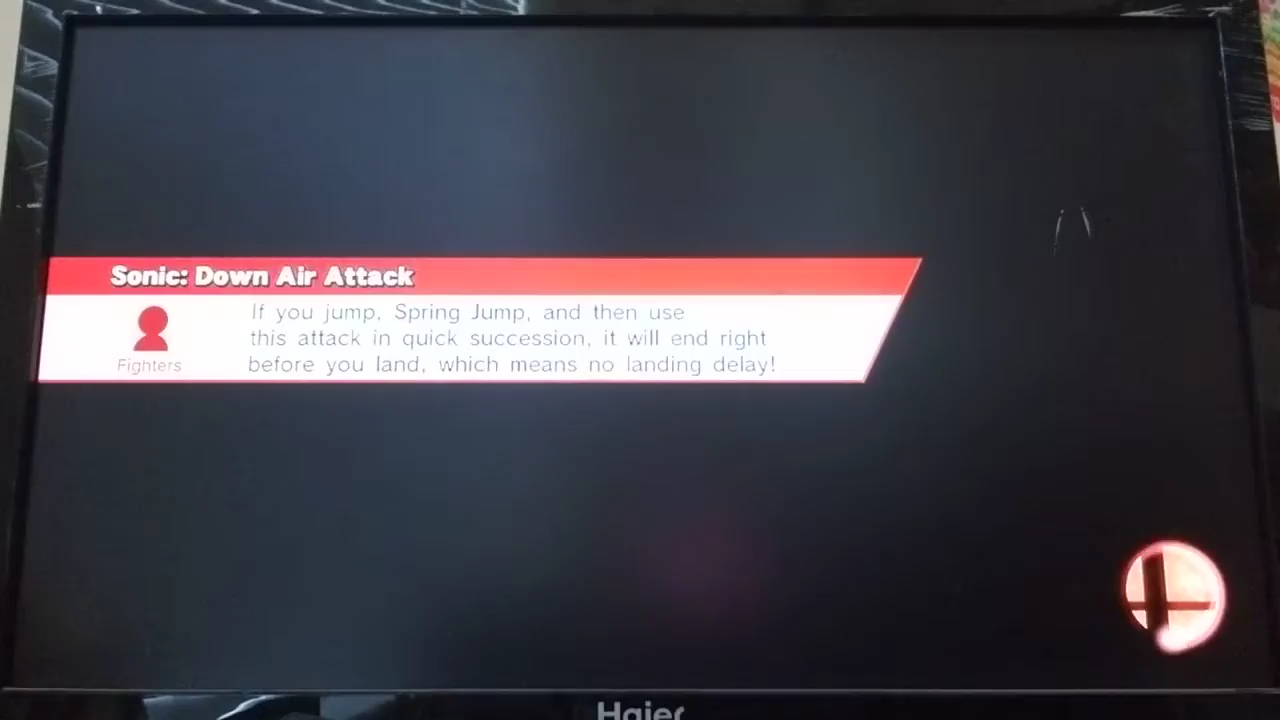 Sonic: Down Air Attack
If you jump, Spring Jump, and then use
this attack in quick succession, it will end right
before you land, which means no landing delay!
Fighters
Haier